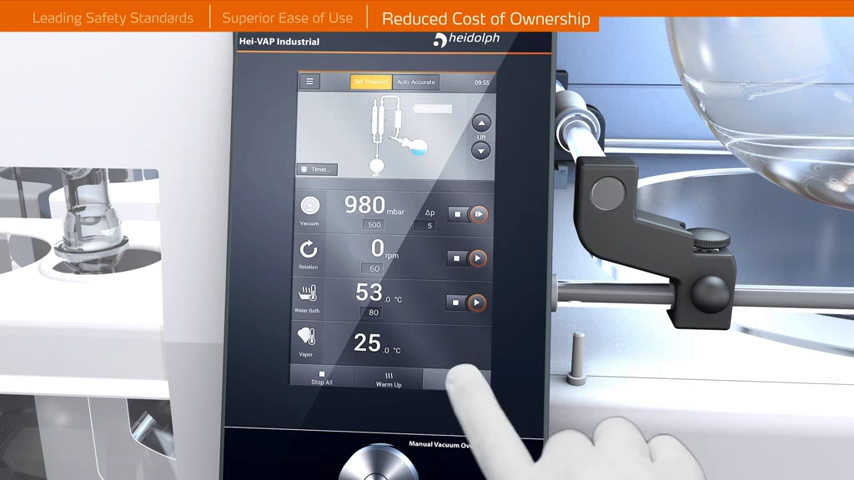 Leading Safety Standards | Superior Ease of Use | Reduced Cost of Ownership
Hei-VAP Industrial
heidolph
Set Pressure Auto Accurate 09:55
Lift
Timer...
980 mbar Δp
Vacuum 500 5
0 rpm
Rotation 60
53.0 °C
Water Bath 80
25.0 °C
Vapor
Stop All Warm Up
Manual Vacuum